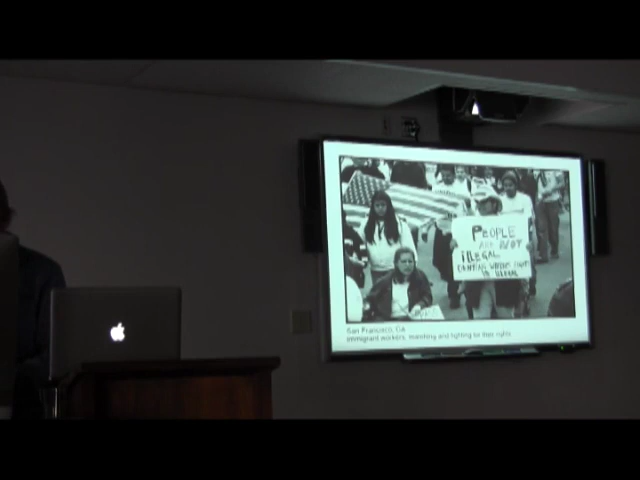 PEOPLE
ARE NOT
ILLEGAL
San Francisco, Ca
Immigrant workers, marching and fighting for their rights